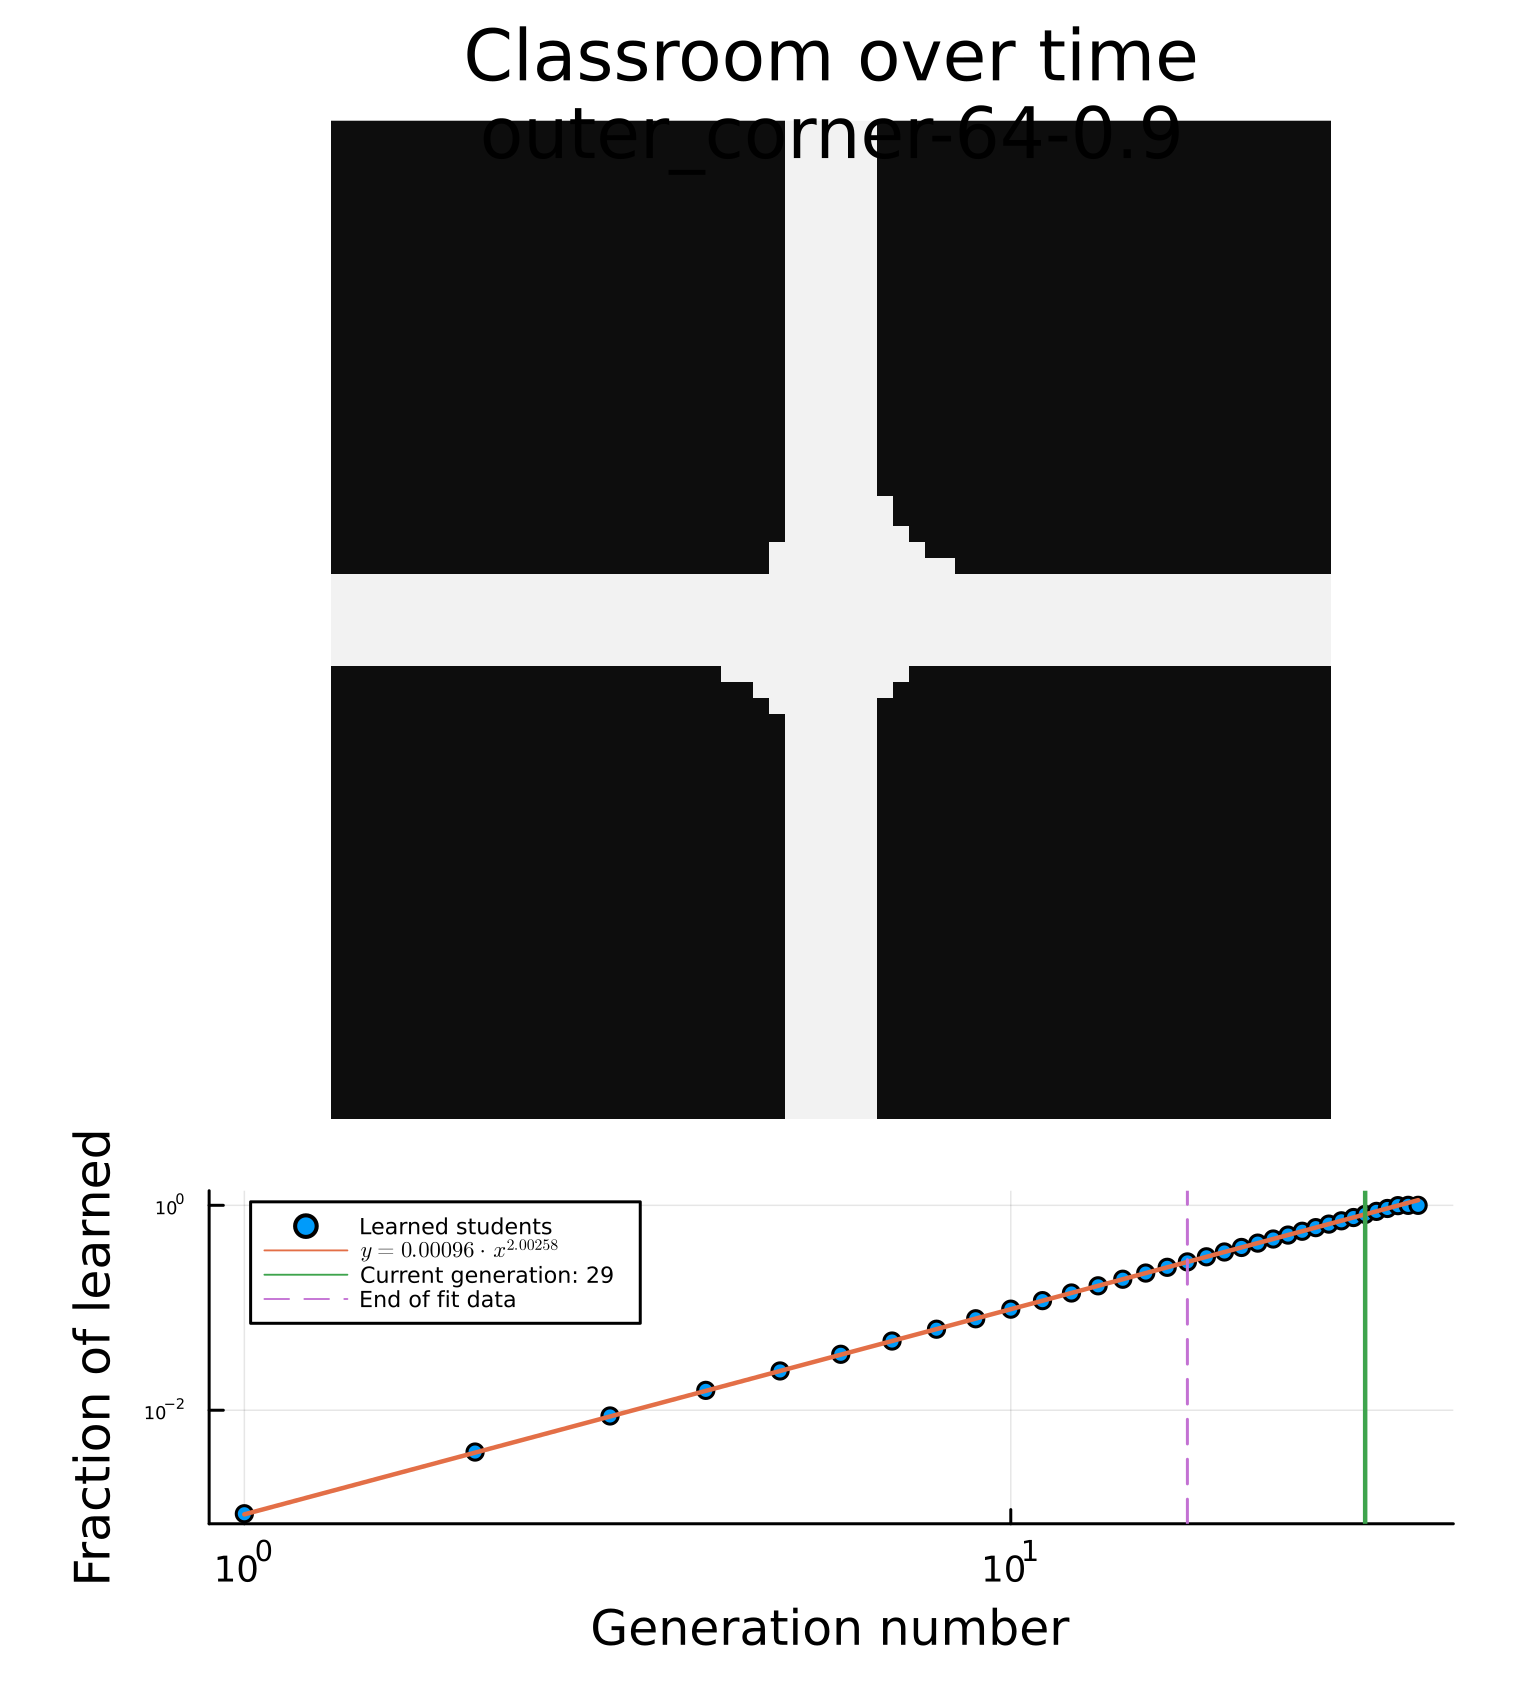 Classroom over time
outer_corner-64-0.9
Fraction of learned
10^0
10^−2
Learned students
y = 0.00096 · x^2.00258
Current generation: 29
End of fit data
10^0
10^1
Generation number